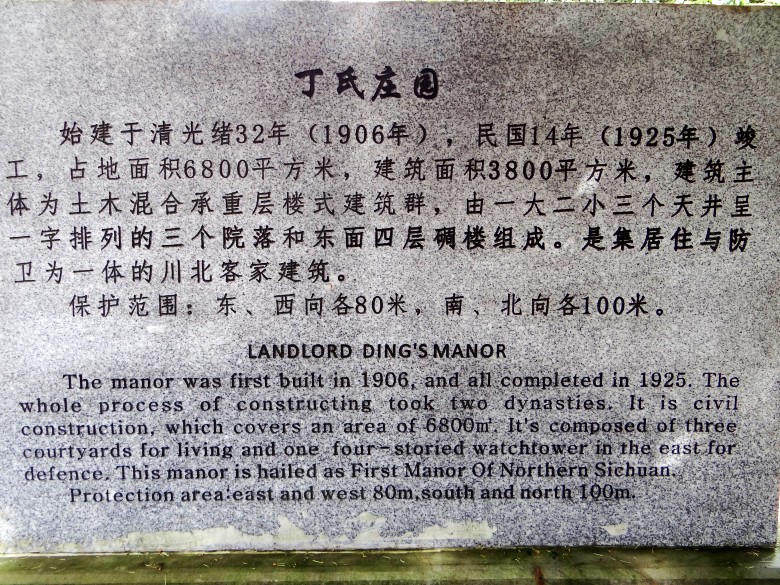 丁氏庄园
始建于清光绪32年（1906年），民国14年（1925年）竣
工，占地面积6800平方米，建筑面积3800平方米，建筑主
体为土木混合承重层楼式建筑群，由一大二小三个天井呈
一字排列的三个院落和东面四层碉楼组成。是集居住与防
卫为一体的川北客家建筑。
保护范围：东、西向各80米，南、北向各100米。
LANDLORD DING'S MANOR
The manor was first built in 1906, and all completed in 1925. The
whole process of constructing took two dynasties. It is civil
construction, which covers an area of 6800㎡. It's composed of three
courtyards for living and one four-storied watchtower in the east for
defence. This manor is hailed as First Manor Of Northern Sichuan.
Protection area:east and west 80m,south and north 100m.